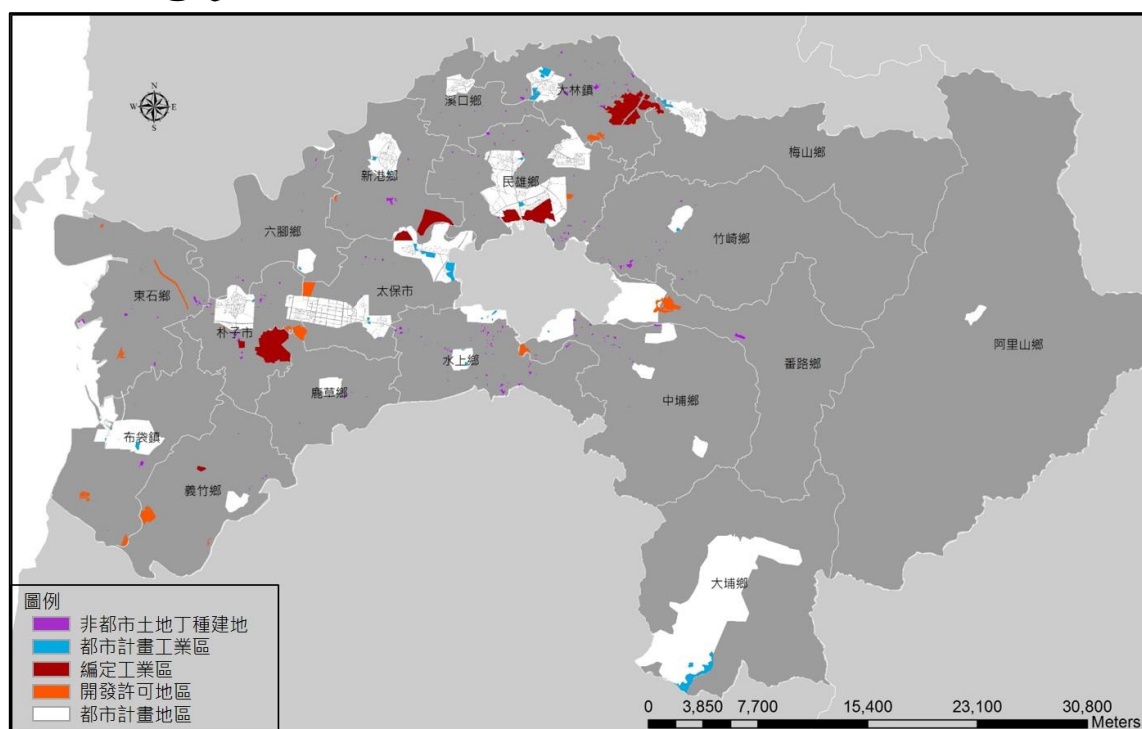 N
W E
S
溪口鄉
大林鎮
梅山鄉
新港鄉
民雄鄉
竹崎鄉
六腳鄉
東石鄉
太保市
阿里山鄉
朴子市
水上鄉
番路鄉
鹿草鄉
中埔鄉
布袋鎮
義竹鄉
大埔鄉
圖例
非都市土地丁種建地
都市計畫工業區
編定工業區
開發許可地區
都市計畫地區
0 3,850 7,700 15,400 23,100 30,800
Meters